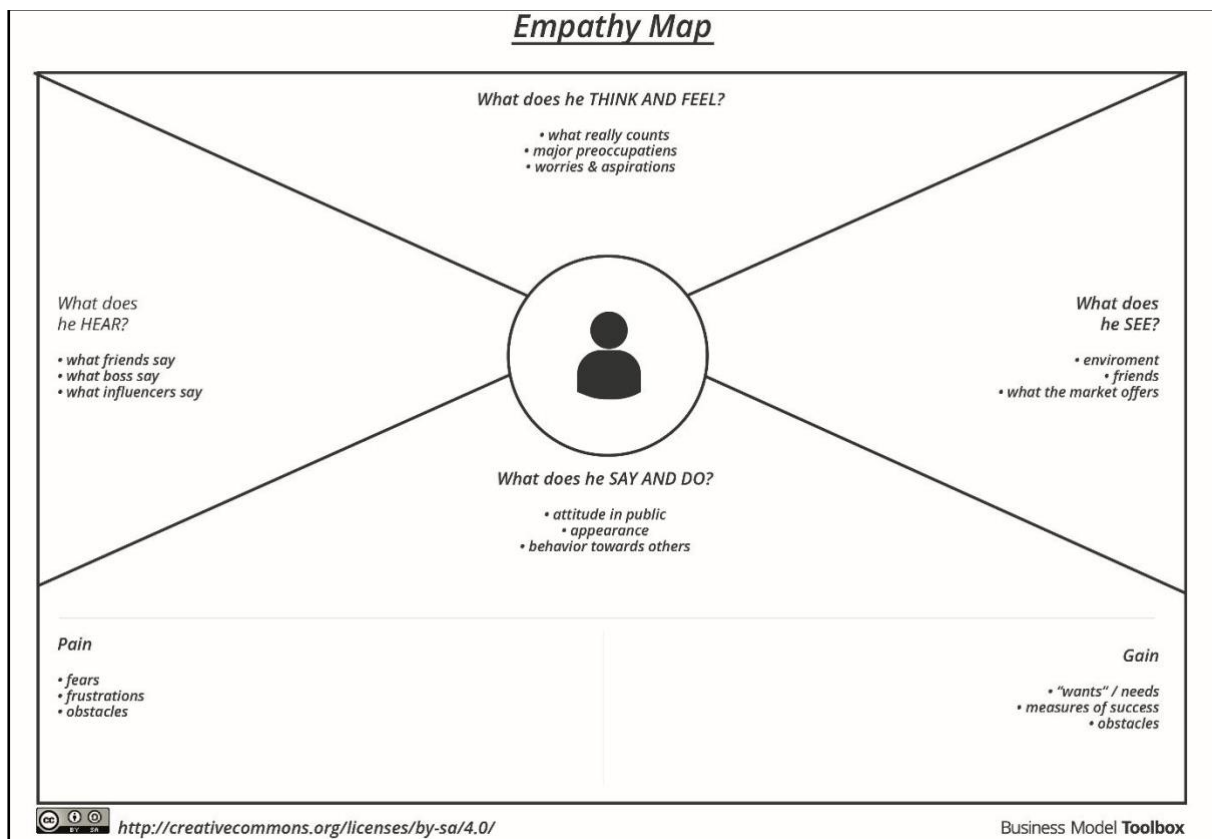 Empathy Map
What does he THINK AND FEEL?
• what really counts
• major preoccupatiens
• worries & aspirations
What does
he HEAR?
• what friends say
• what boss say
• what influencers say
What does
he SEE?
• enviroment
• friends
• what the market offers
What does he SAY AND DO?
• attitude in public
• appearance
• behavior towards others
Pain
• fears
• frustrations
• obstacles
Gain
• “wants“ / needs
• measures of success
• obstacles
cc BY SA
http://creativecommons.org/licenses/by-sa/4.0/
Business Model Toolbox